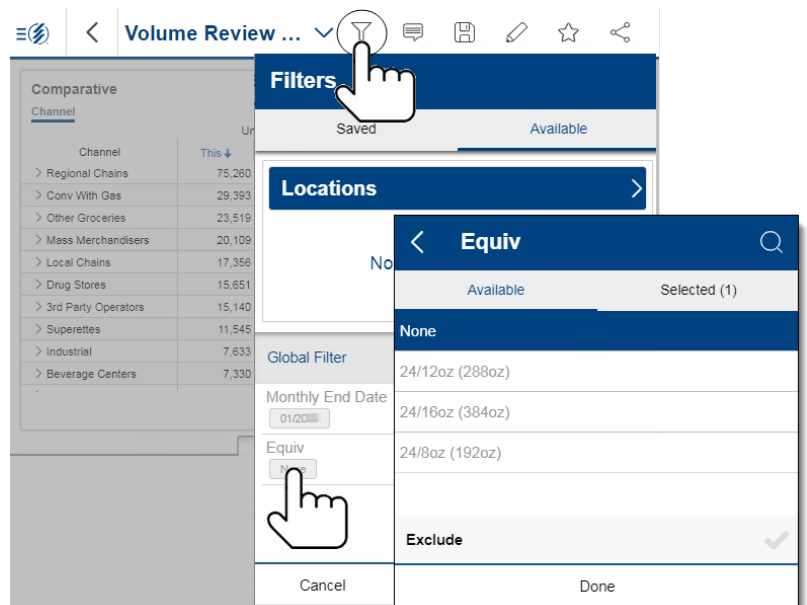 Volume Review ...
Comparative
Channel
Un
Channel This
Regional Chains 75,260
Conv With Gas 29,393
Other Groceries 23,519
Mass Merchandisers 20,109
Local Chains 17,356
Drug Stores 15,651
3rd Party Operators 15,140
Superettes 11,545
Industrial 7,633
Beverage Centers 7,330
Filters
Saved Available
Locations
No
Global Filter
Monthly End Date
01/20
Equiv
Cancel
Equiv
Available Selected (1)
None
24/12oz (288oz)
24/16oz (384oz)
24/8oz (192oz)
Exclude
Done